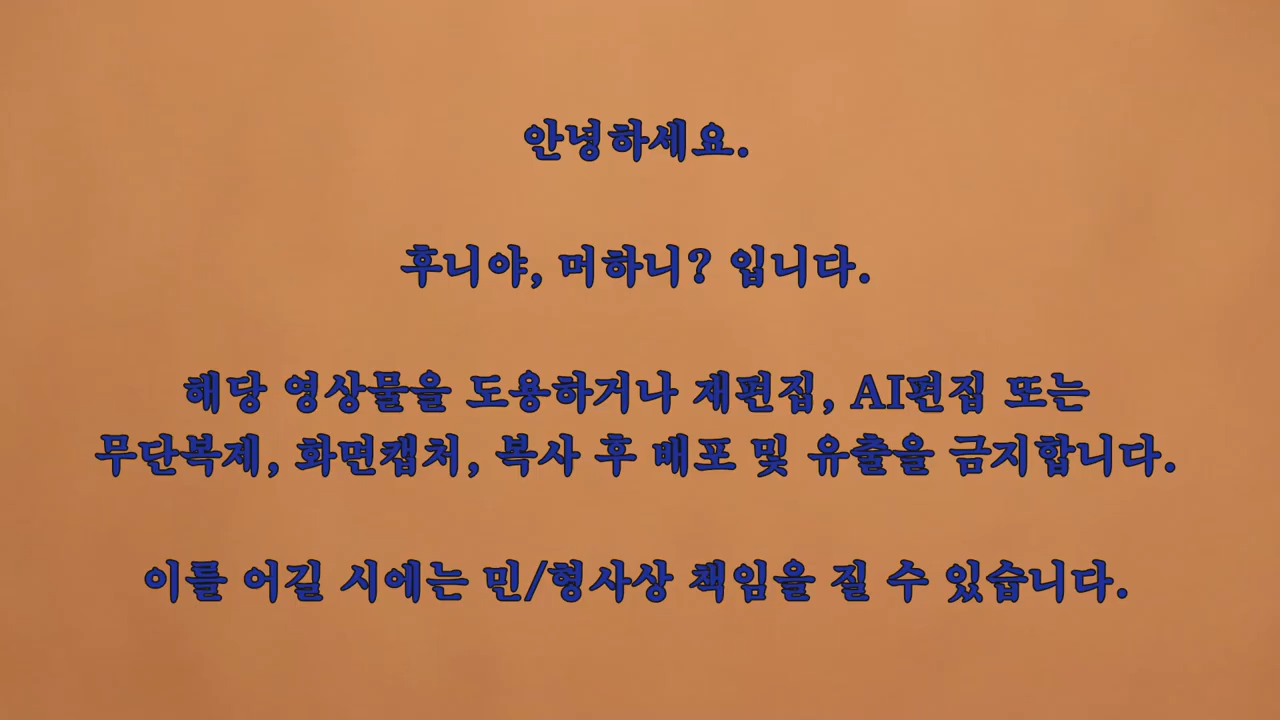 안녕하세요.
후니야, 머하니? 입니다.
해당 영상물을 도용하거나 재편집, AI편집 또는
무단복제, 화면캡처, 복사 후 배포 및 유출을 금지합니다.
이를 어길 시에는 민/형사상 책임을 질 수 있습니다.